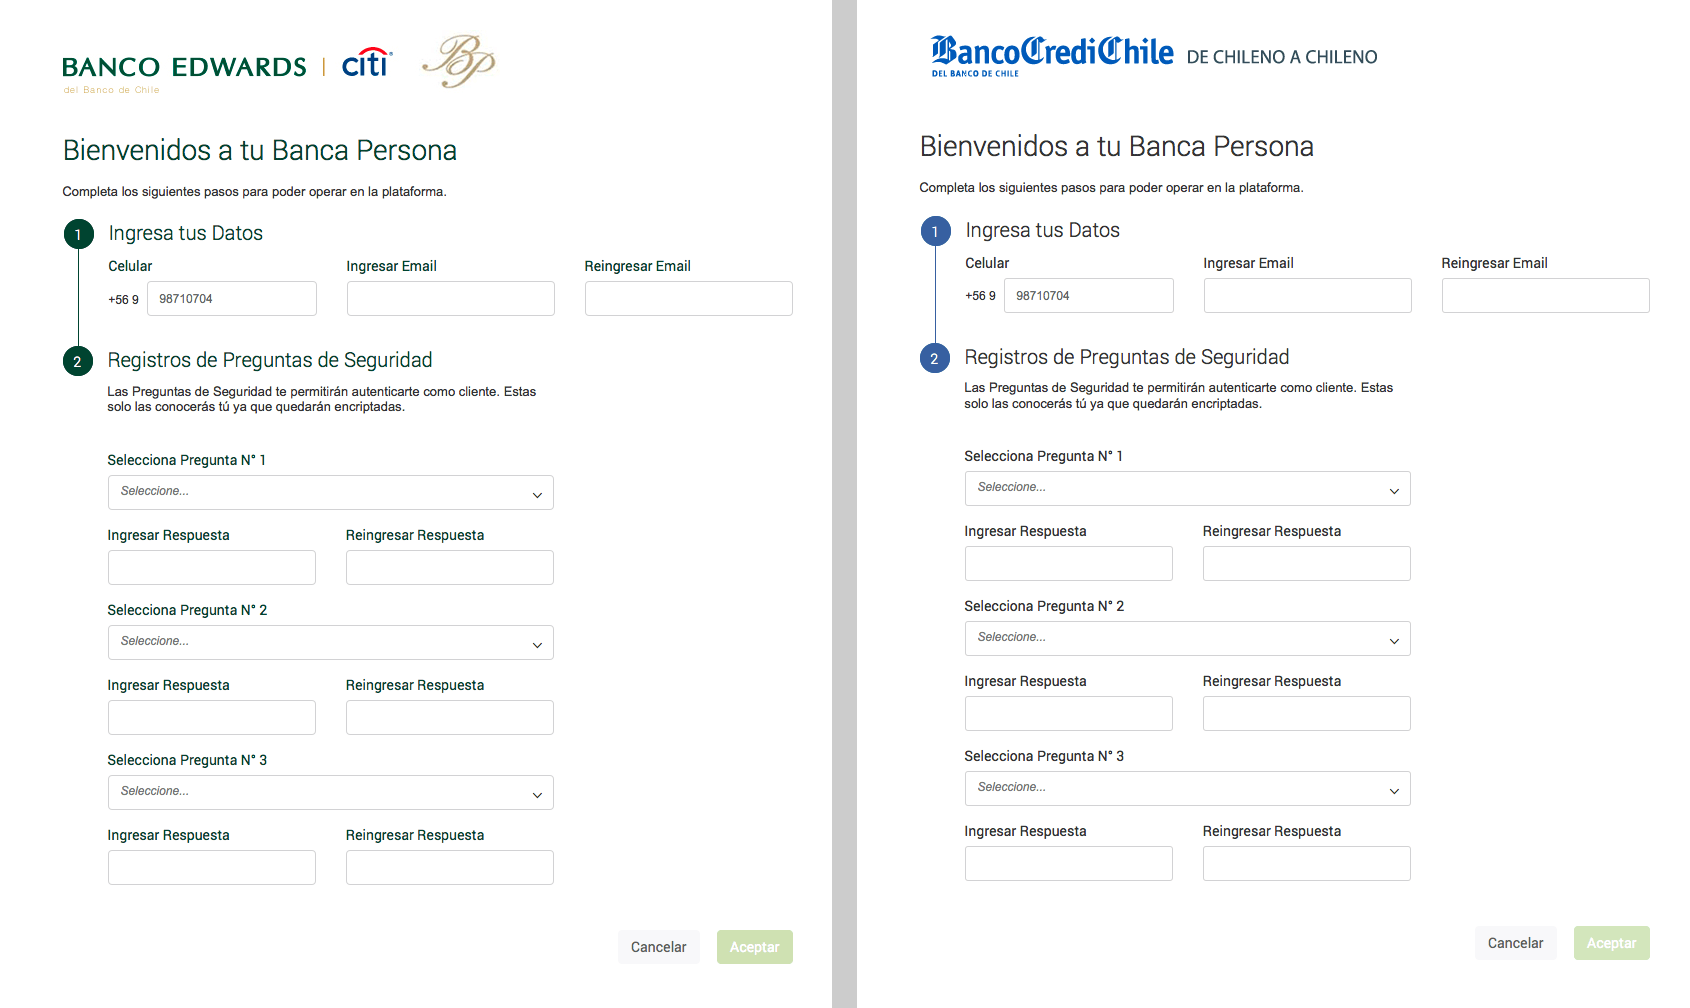 BANCO EDWARDS | citi® BP
del Banco de Chile
Bienvenidos a tu Banca Persona
Completa los siguientes pasos para poder operar en la plataforma.
1 Ingresa tus Datos
Celular Ingresar Email Reingresar Email
+56 9 98710704
2 Registros de Preguntas de Seguridad
Las Preguntas de Seguridad te permitirán autenticarte como cliente. Estas
solo las conocerás tú ya que quedarán encriptadas.
Selecciona Pregunta N° 1
Seleccione...
Ingresar Respuesta Reingresar Respuesta
Selecciona Pregunta N° 2
Seleccione...
Ingresar Respuesta Reingresar Respuesta
Selecciona Pregunta N° 3
Seleccione...
Ingresar Respuesta Reingresar Respuesta
Cancelar Aceptar
BancoCrediChile DE CHILENO A CHILENO
DEL BANCO DE CHILE
Bienvenidos a tu Banca Persona
Completa los siguientes pasos para poder operar en la plataforma.
1 Ingresa tus Datos
Celular Ingresar Email Reingresar Email
+56 9 98710704
2 Registros de Preguntas de Seguridad
Las Preguntas de Seguridad te permitirán autenticarte como cliente. Estas
solo las conocerás tú ya que quedarán encriptadas.
Selecciona Pregunta N° 1
Seleccione...
Ingresar Respuesta Reingresar Respuesta
Selecciona Pregunta N° 2
Seleccione...
Ingresar Respuesta Reingresar Respuesta
Selecciona Pregunta N° 3
Seleccione...
Ingresar Respuesta Reingresar Respuesta
Cancelar Aceptar